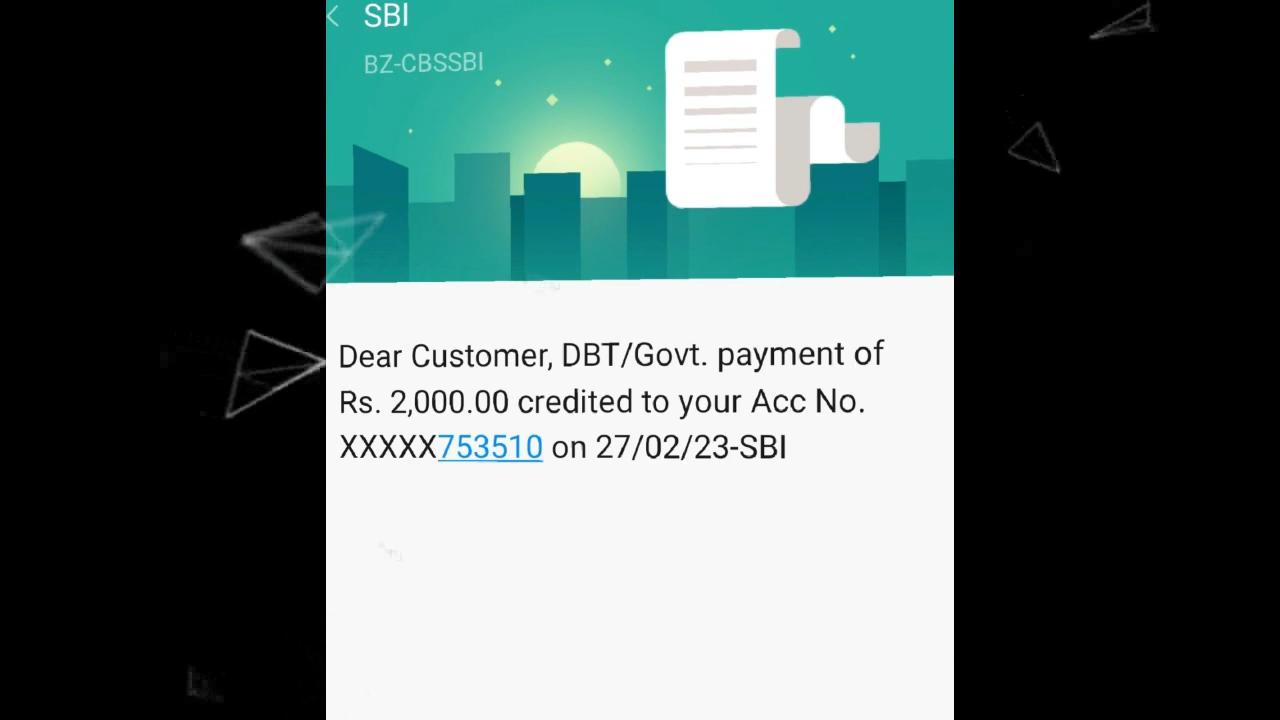 SBI
BZ-CBSSBI
Dear Customer, DBT/Govt. payment of
Rs. 2,000.00 credited to your Acc No.
XXXXX753510 on 27/02/23-SBI